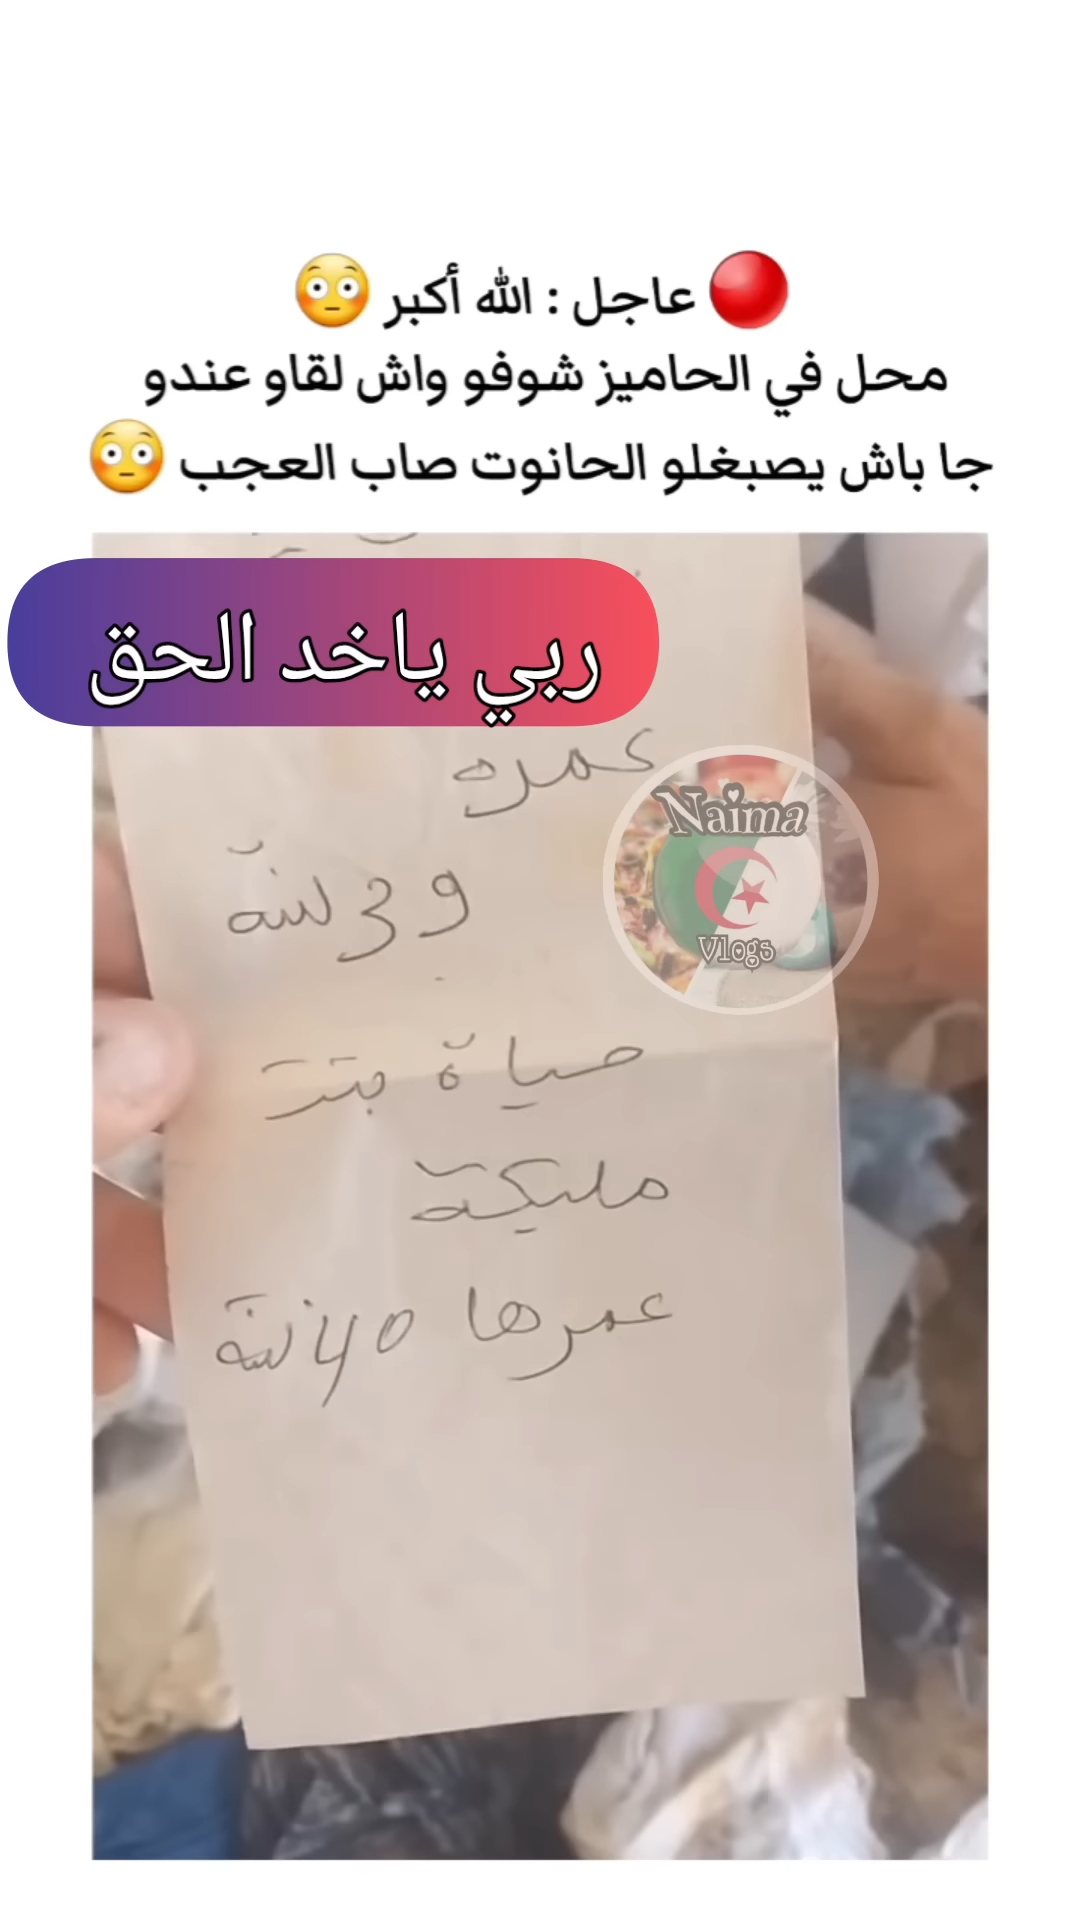 🔴 عاجل : الله أكبر 😳
محل في الحاميز شوفو واش لقاو عندو
جا باش يصبغلو الحانوت صاب العجب 😳
ربي ياخد الحق
عمره
و 3 سنة
حياة بنت
مليكة
عمرها 40 سنة
Naima
Vlogs